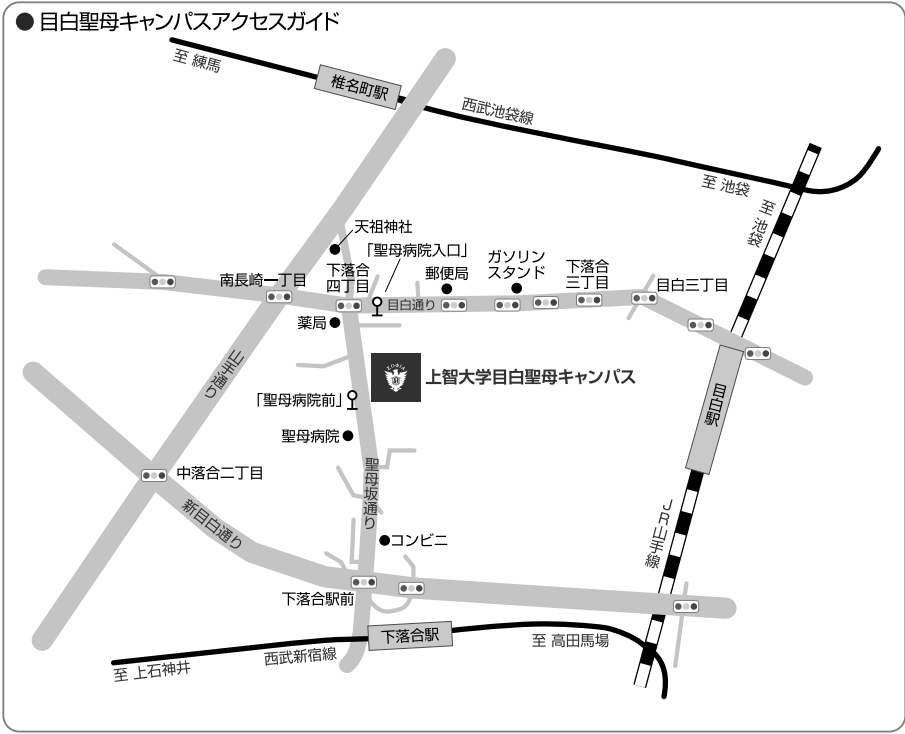 ● 目白聖母キャンパスアクセスガイド
至 練馬
椎名町駅
西武池袋線
至 池袋
至 池袋
天祖神社
「聖母病院入口」
ガソリン
スタンド
下落合
四丁目
郵便局
下落合
三丁目
南長崎一丁目
目白三丁目
目白通り
薬局
山手通り
上智大学目白聖母キャンパス
目白駅
「聖母病院前」
聖母病院
中落合二丁目
聖母坂通り
新目白通り
コンビニ
JR山手線
下落合駅前
下落合駅
至 高田馬場
西武新宿線
至 上石神井